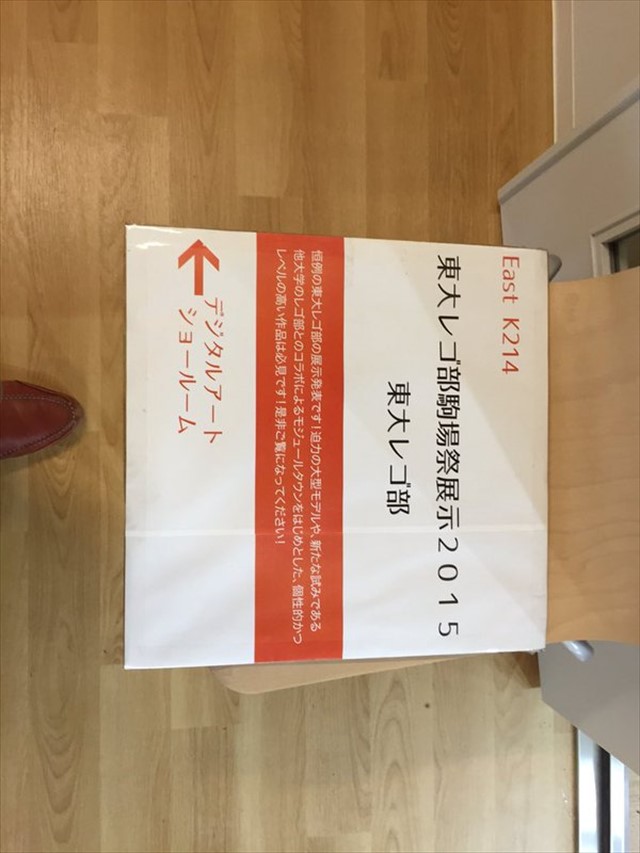 East K214
東大レゴ部駒場祭展示２０１５
東大レゴ部
恒例の東大レゴ部の展示発表です！迫力の大型モデルや、新たな試みである
他大学のレゴ部とのコラボによるモジュールタウンをはじめとした、個性的かつ
レベルの高い作品は必見です！是非ご覧になってください！
デジタルアート
ショールーム